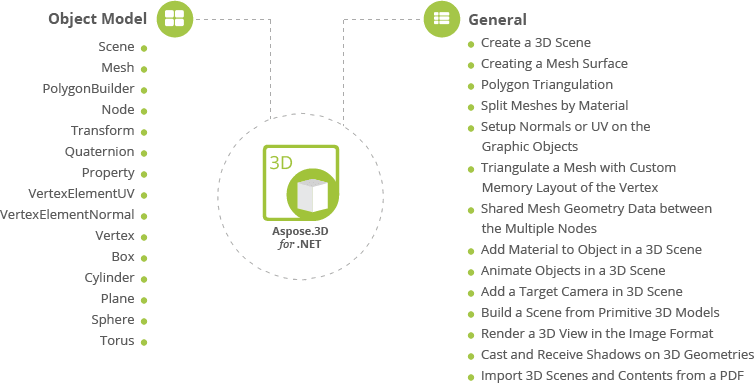 Object Model
Scene
Mesh
PolygonBuilder
Node
Transform
Quaternion
Property
VertexElementUV
VertexElementNormal
Vertex
Box
Cylinder
Plane
Sphere
Torus
3D
Aspose.3D
for .NET
General
Create a 3D Scene
Creating a Mesh Surface
Polygon Triangulation
Split Meshes by Material
Setup Normals or UV on the
Graphic Objects
Triangulate a Mesh with Custom
Memory Layout of the Vertex
Shared Mesh Geometry Data between
the Multiple Nodes
Add Material to Object in a 3D Scene
Animate Objects in a 3D Scene
Add a Target Camera in 3D Scene
Build a Scene from Primitive 3D Models
Render a 3D View in the Image Format
Cast and Receive Shadows on 3D Geometries
Import 3D Scenes and Contents from a PDF